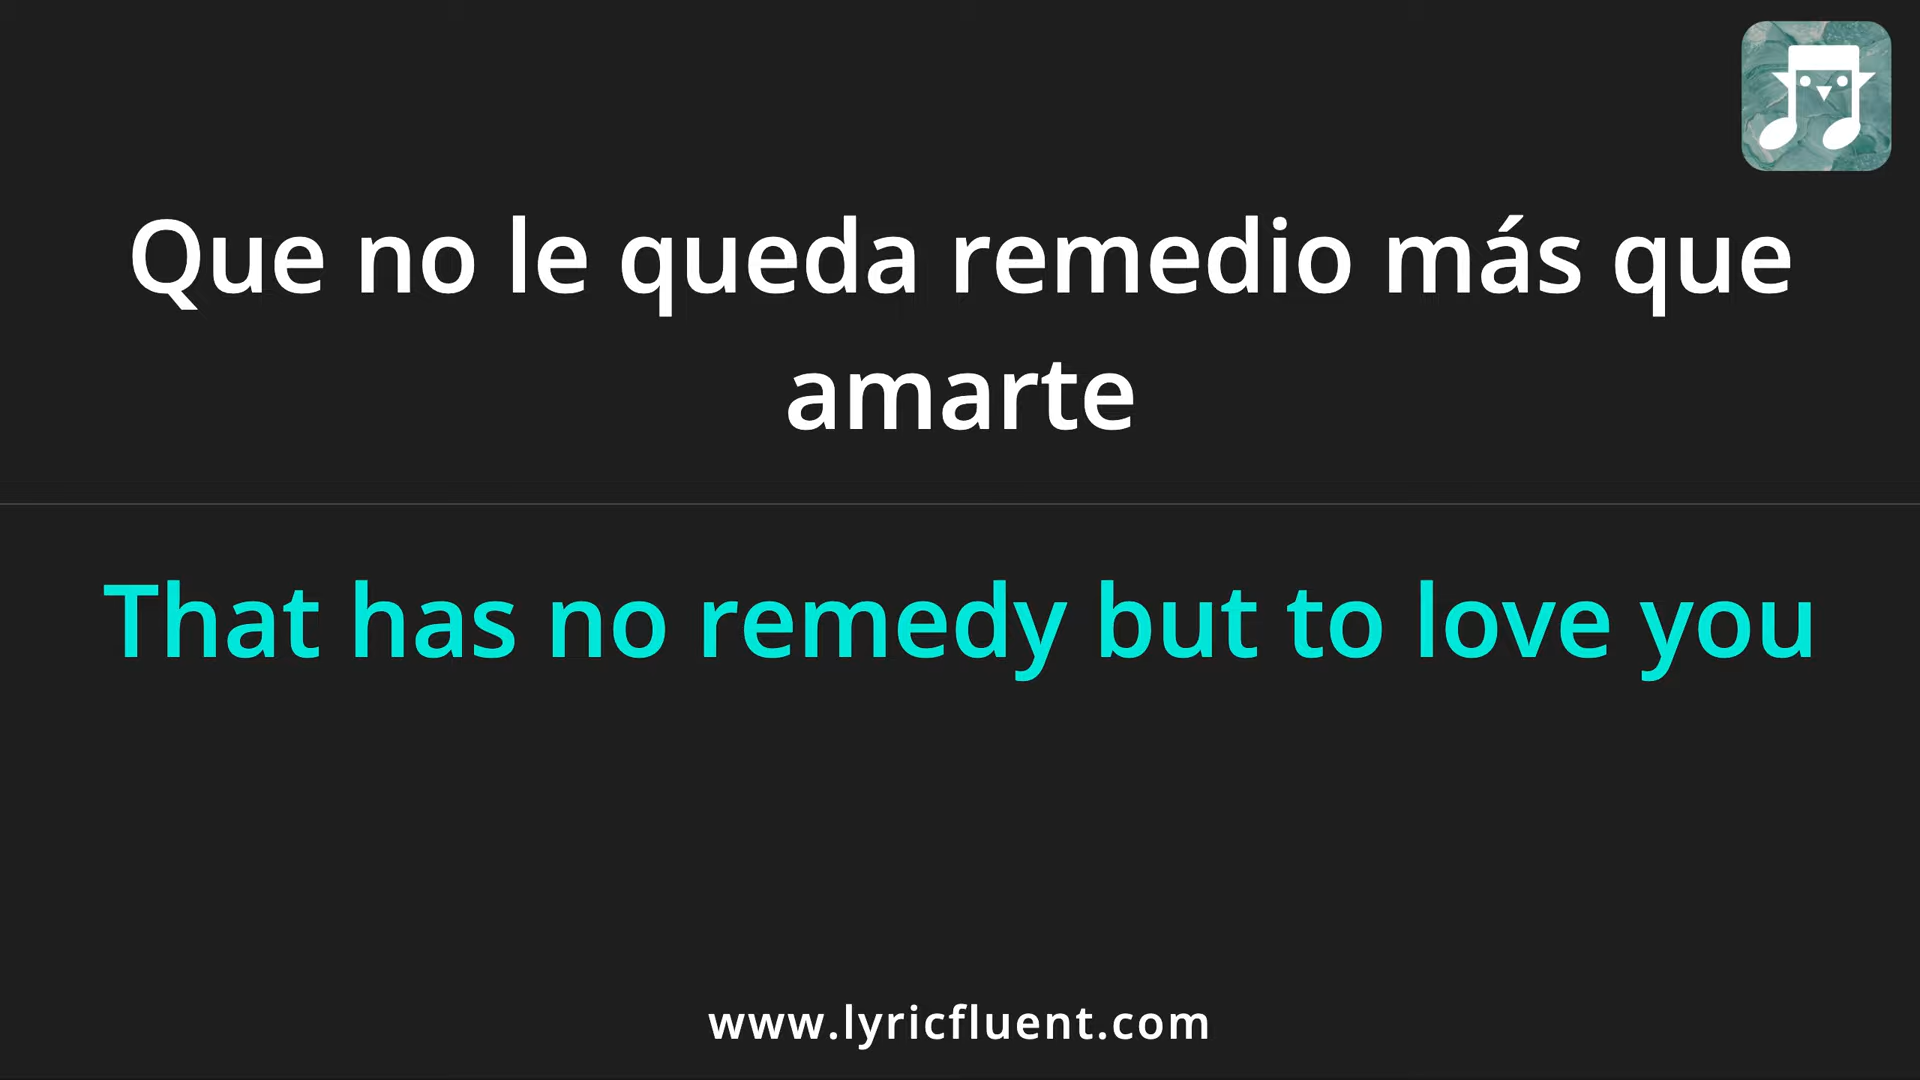 Que no le queda remedio más que
amarte
That has no remedy but to love you
www.lyricfluent.com